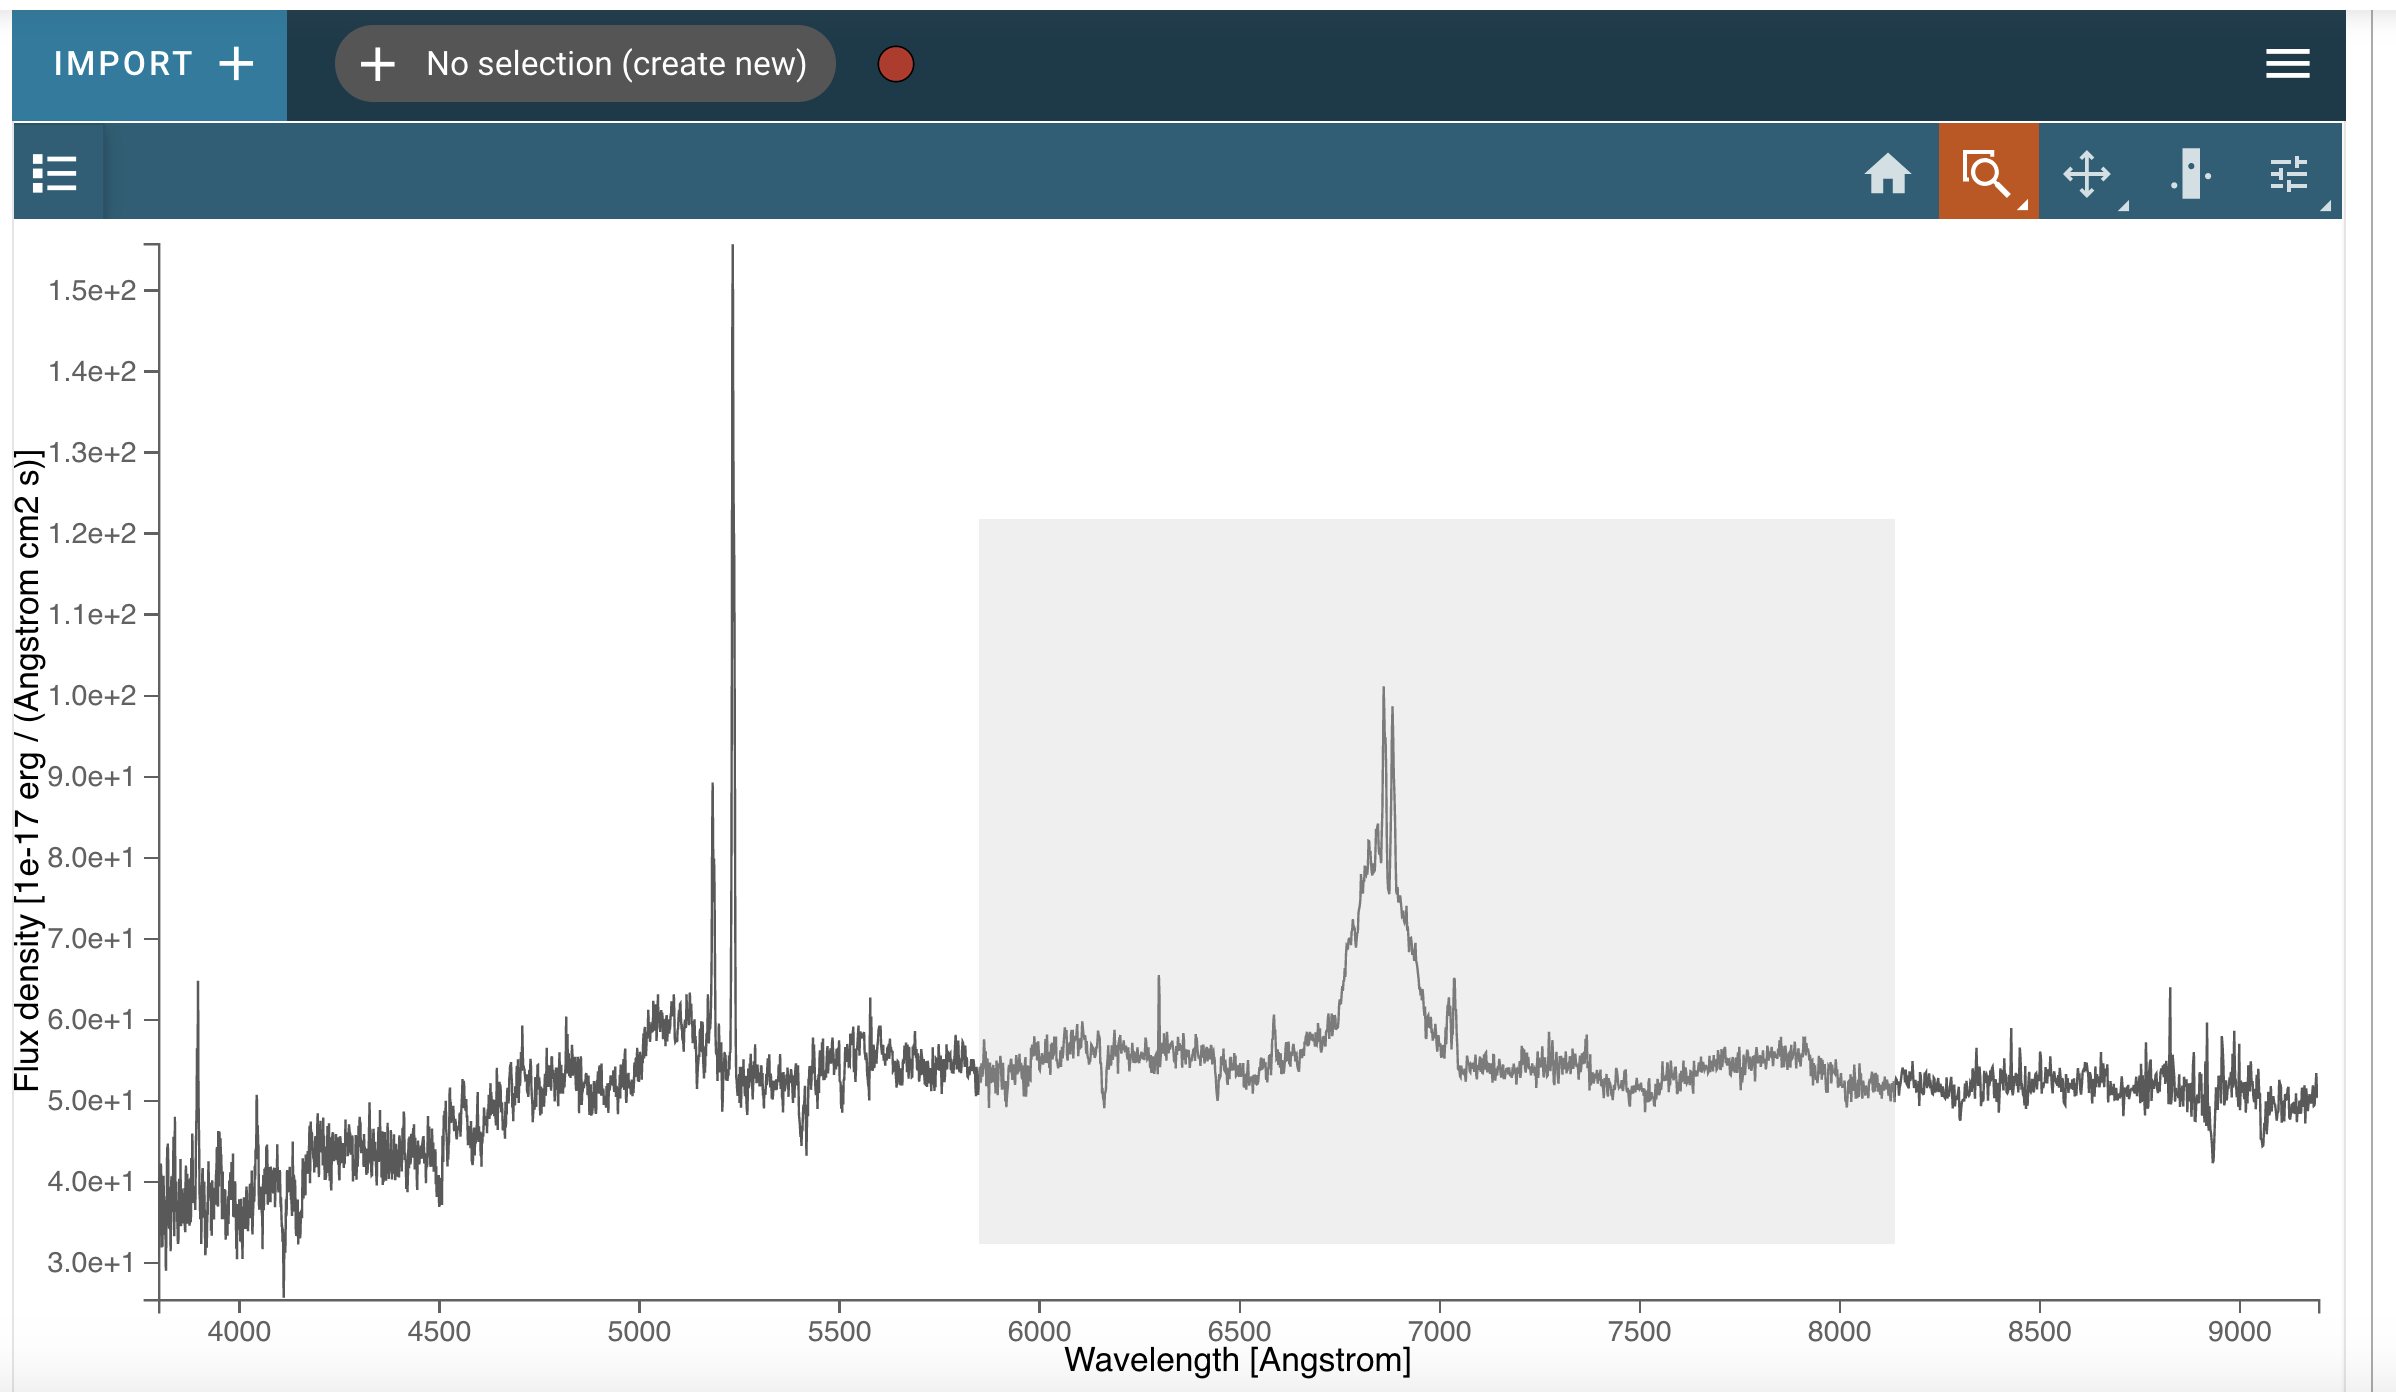 IMPORT +
+ No selection (create new)
1.5e+2
1.4e+2
1.3e+2
1.2e+2
1.1e+2
1.0e+2
9.0e+1
8.0e+1
7.0e+1
6.0e+1
5.0e+1
4.0e+1
3.0e+1
Flux density [1e-17 erg / (Angstrom cm2 s)]
4000 4500 5000 5500 6000 6500 7000 7500 8000 8500 9000
Wavelength [Angstrom]